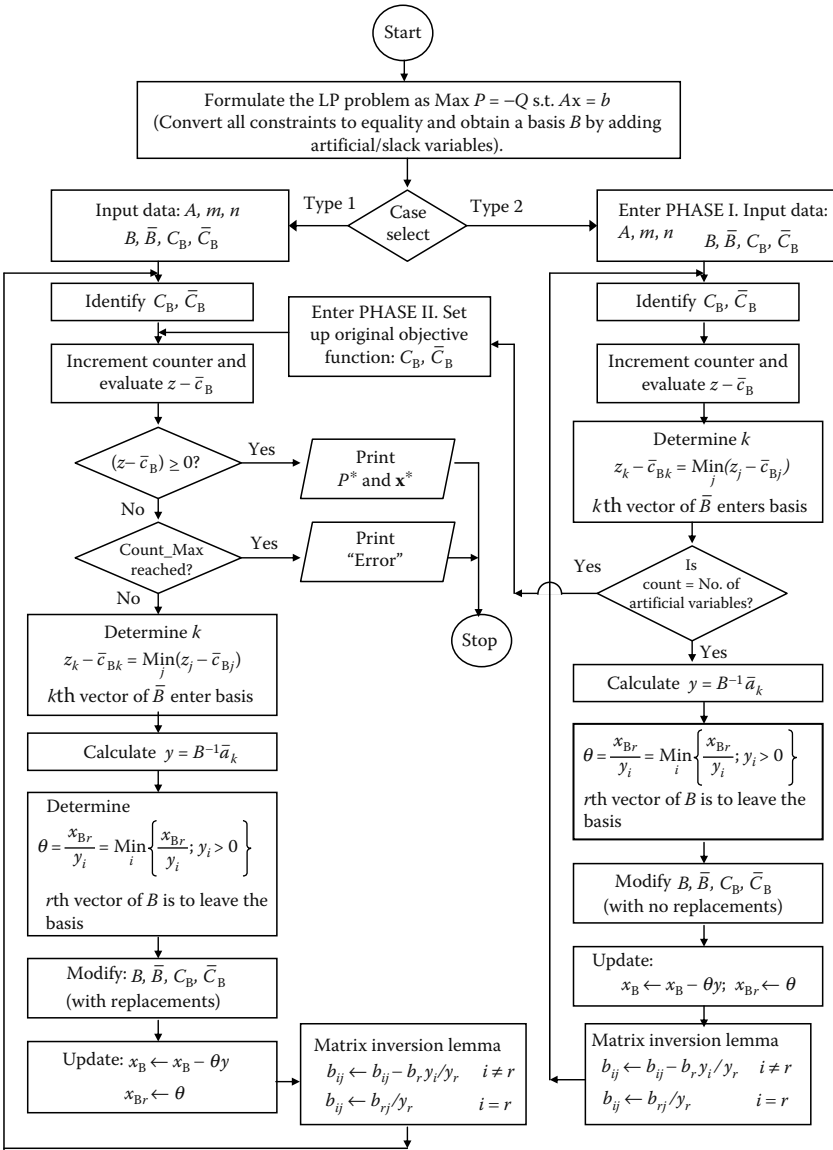 Start
Formulate the LP problem as Max P = −Q s.t. Ax = b
(Convert all constraints to equality and obtain a basis B by adding
artificial/slack variables).
Case
select
Type 1
Type 2
Input data: A, m, n
B, B̄, C_B, C̄_B
Identify C_B, C̄_B
Increment counter and
evaluate z − c̄_B
(z− c̄_B) ≥ 0?
Yes
Print
P* and x*
No
Count_Max
reached?
Yes
Print
“Error”
Stop
No
Determine k
z_k − c̄_Bk = Min_j(z_j − c̄_Bj)
kth vector of B̄ enter basis
Calculate y = B⁻¹ā_k
Determine
θ = x_Br/y_i = Min_i{x_Br/y_i; y_i > 0}
rth vector of B is to leave the
basis
Modify: B, B̄, C_B, C̄_B
(with replacements)
Update: x_B ← x_B − θy
x_Br ← θ
Matrix inversion lemma
b_ij ← b_ij − b_r y_i/y_r i ≠ r
b_ij ← b_rj/y_r i = r
Enter PHASE II. Set
up original objective
function: C_B, C̄_B
Enter PHASE I. Input data:
A, m, n B, B̄, C_B, C̄_B
Identify C_B, C̄_B
Increment counter and
evaluate z − c̄_B
Determine k
z_k − c̄_Bk = Min_j(z_j − c̄_Bj)
kth vector of B̄ enters basis
Is
count = No. of
artificial variables?
Yes
Yes
Calculate y = B⁻¹ā_k
θ = x_Br/y_i = Min_i{x_Br/y_i; y_i > 0}
rth vector of B is to leave the
basis
Modify B, B̄, C_B, C̄_B
(with no replacements)
Update:
x_B ← x_B − θy; x_Br ← θ
Matrix inversion lemma
b_ij ← b_ij − b_r y_i/y_r i ≠ r
b_ij ← b_rj/y_r i = r